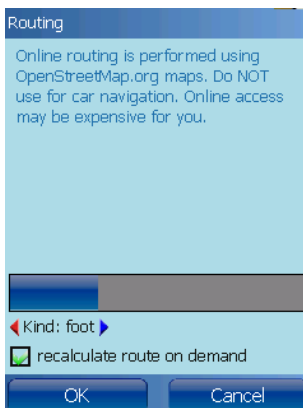 Routing
Online routing is performed using
OpenStreetMap.org maps. Do NOT
use for car navigation. Online access
may be expensive for you.
Kind: foot
recalculate route on demand
OK Cancel